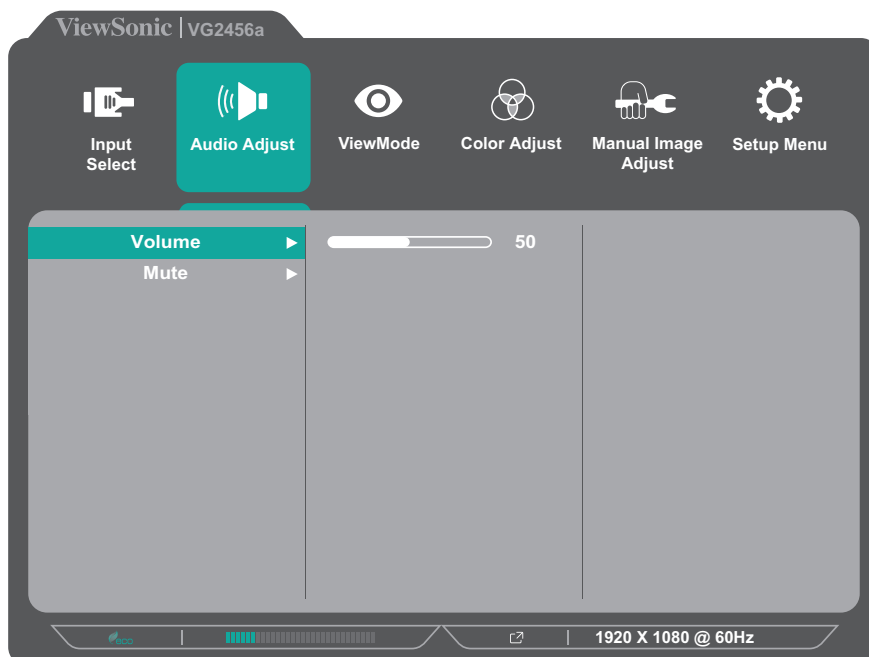 ViewSonic | VG2456a
Input
Select
Audio Adjust
ViewMode
Color Adjust
Manual Image
Adjust
Setup Menu
Volume
50
Mute
eco
1920 X 1080 @ 60Hz